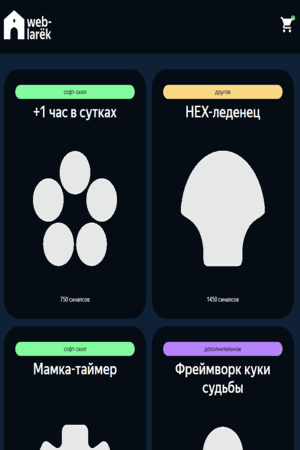 web-
larёk
софт-скил
+1 час в сутках
750 синапсов
другое
HEX-леденец
1450 синапсов
софт-скил
Мамка-таймер
дополнительное
Фреймворк куки
судьбы